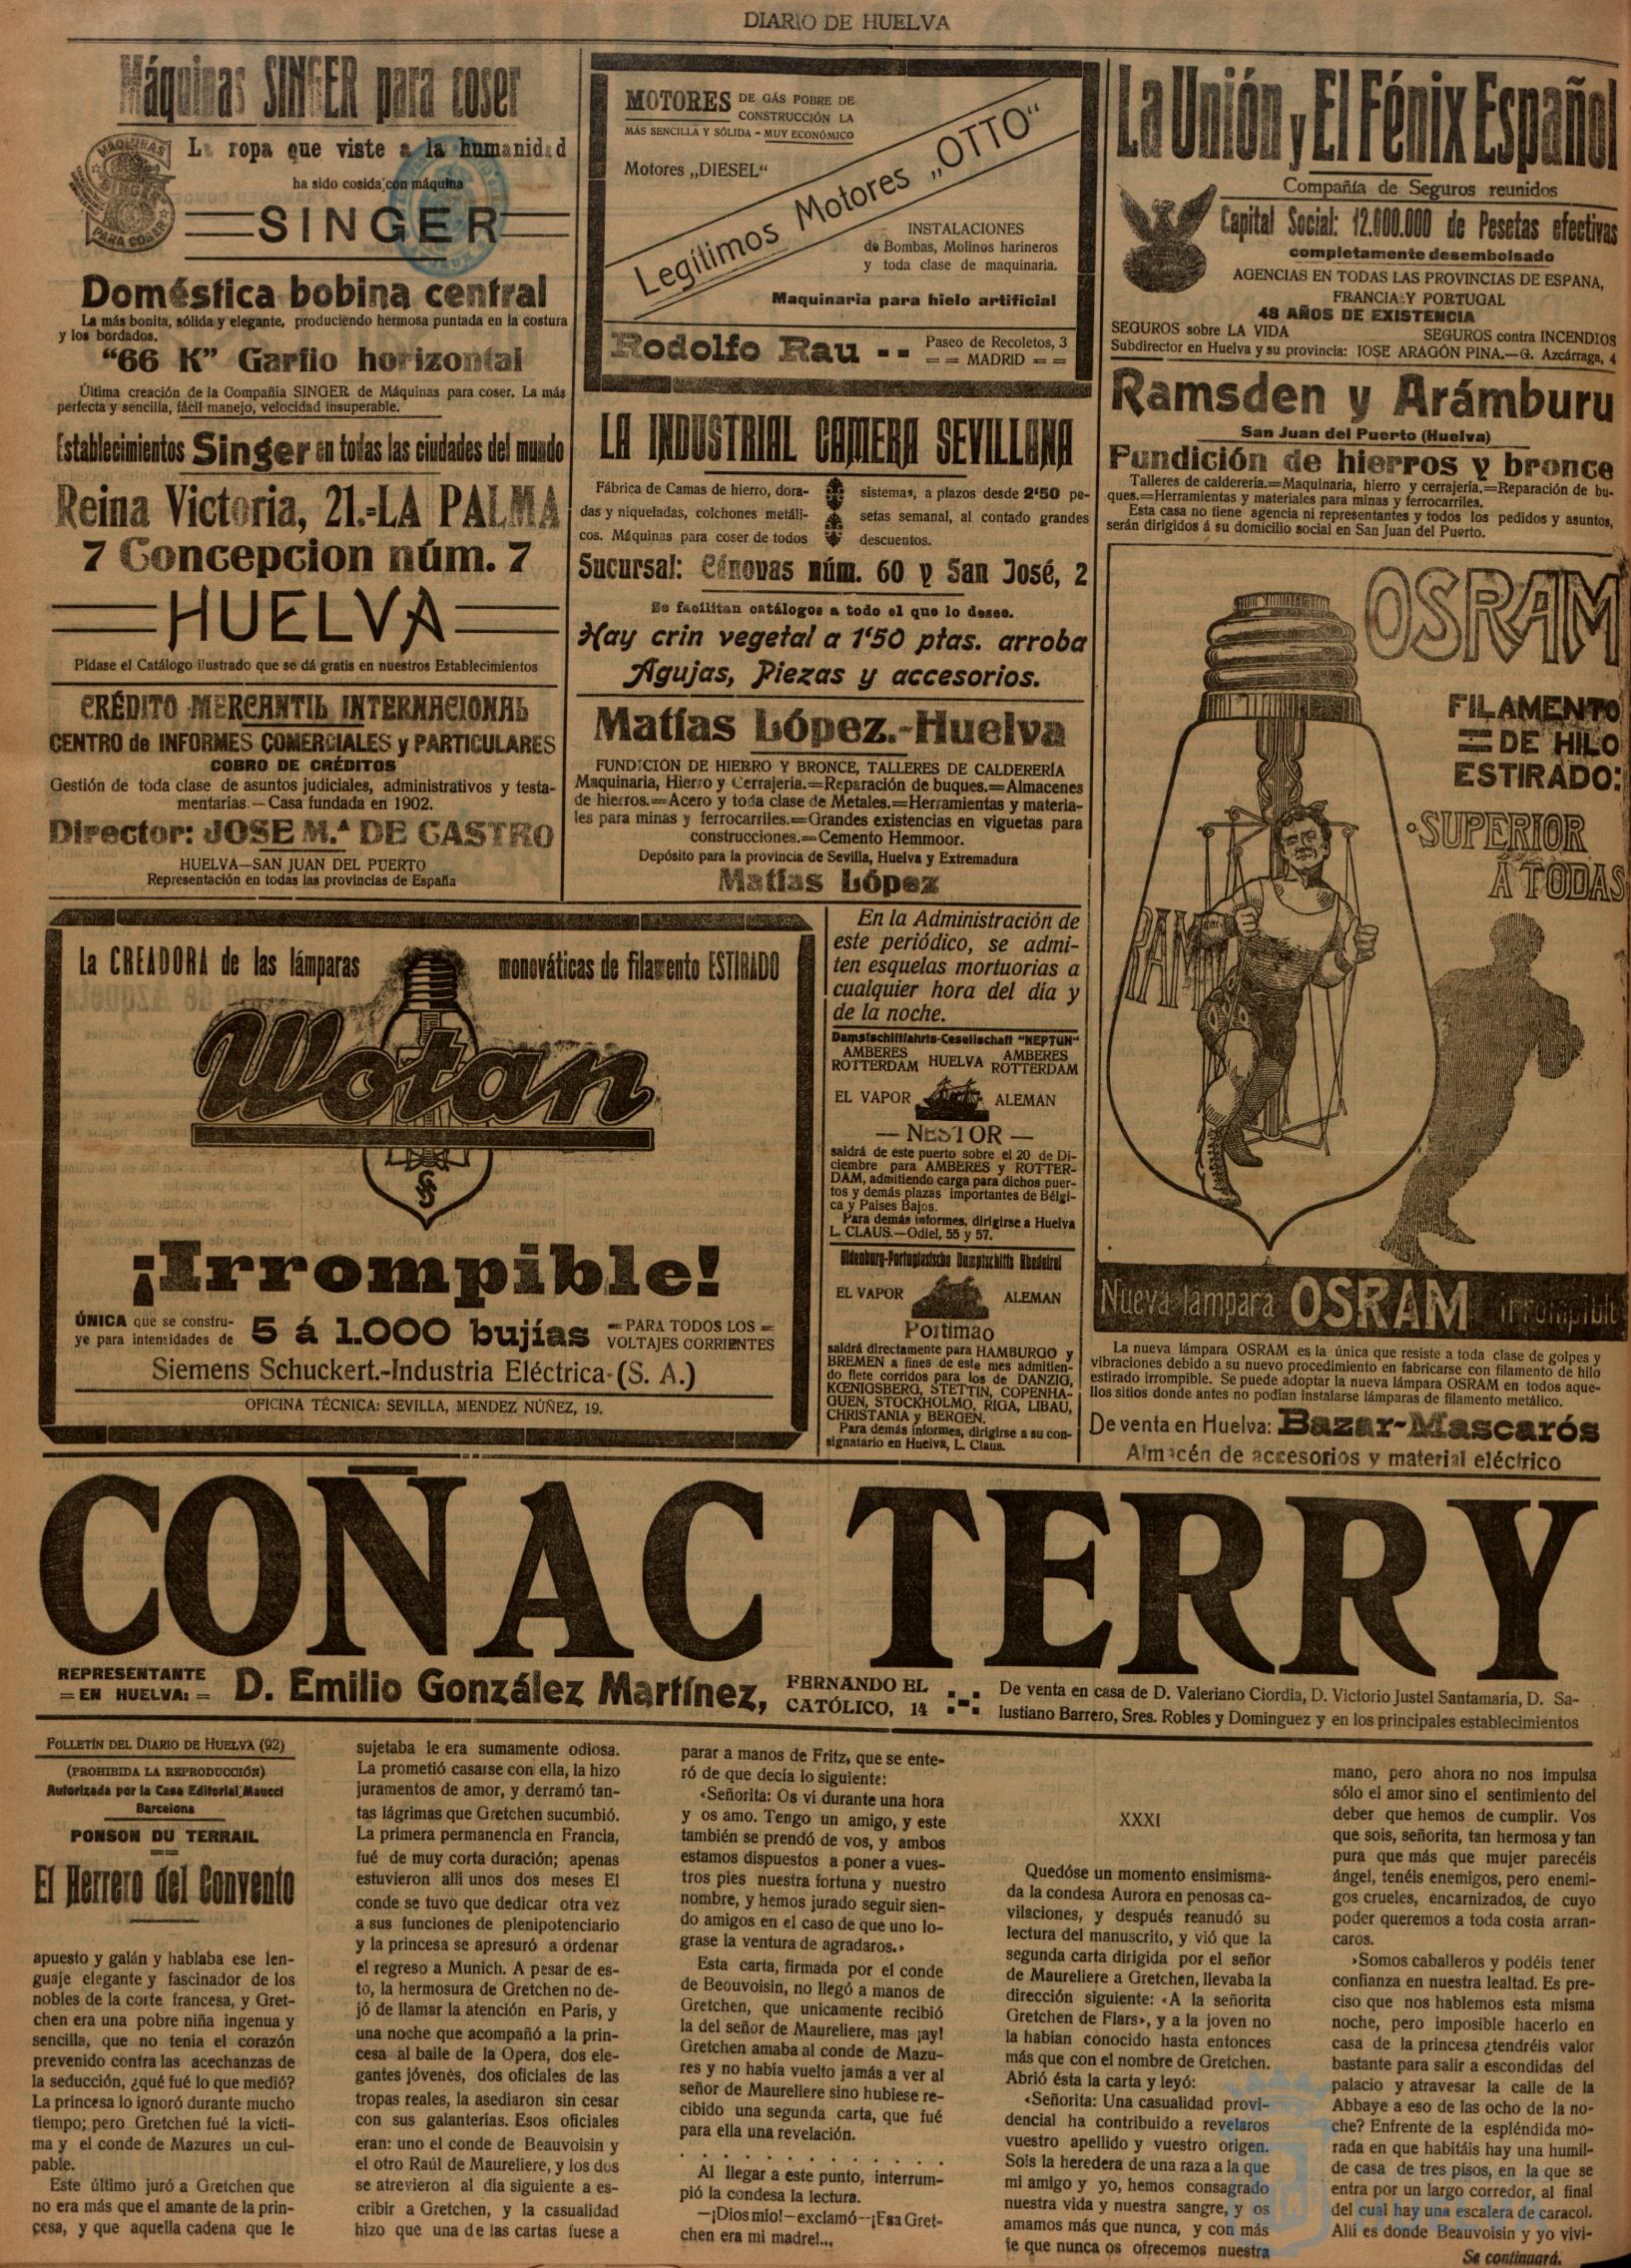 DIARIO DE HUELVA
Máquinas SINGER para coser
MAQUINAS
SINGER
PARA COSER
La ropa que viste a la humanidad
ha sido cosida con máquina
SINGER
Doméstica bobina central
La más bonita, sólida y elegante, produciendo hermosa puntada en la costura
y los bordados.
"66 K" Garfio horizontal
Última creación de la Compañía SINGER de Máquinas para coser. La más
perfecta y sencilla, fácil manejo, velocidad insuperable.
Establecimientos Singer en todas las ciudades del mundo
Reina Victoria, 21.-LA PALMA
7 Concepcion núm. 7
HUELVA
Pídase el Catálogo ilustrado que se dá gratis en nuestros Establecimientos
CRÉDITO MERCANTIL INTERNACIONAL
CENTRO de INFORMES COMERCIALES y PARTICULARES
COBRO DE CRÉDITOS
Gestión de toda clase de asuntos judiciales, administrativos y testa-
mentarías.—Casa fundada en 1902.
Director: JOSE M.ª DE CASTRO
HUELVA—SAN JUAN DEL PUERTO
Representación en todas las provincias de España
MOTORES DE GÁS POBRE DE
CONSTRUCCIÓN LA
MÁS SENCILLA Y SÓLIDA - MUY ECONÓMICO
Motores „DIESEL“
Legítimos Motores „OTTO“
INSTALACIONES
de Bombas, Molinos harineros
y toda clase de maquinaria.
Maquinaria para hielo artificial
Rodolfo Rau -- Paseo de Recoletos, 3
== MADRID ==
LA INDUSTRIAL CAMERA SEVILLANA
Fábrica de Camas de hierro, dora-
das y niqueladas, colchones metáli-
cos. Máquinas para coser de todos
sistemas, a plazos desde 2'50 pe-
setas semanal, al contado grandes
descuentos.
Sucursal: Cánovas núm. 60 y San José, 2
Se facilitan catálogos a todo el que lo desee.
Hay crin vegetal a 1'50 ptas. arroba
Agujas, Piezas y accesorios.
Matías López.-Huelva
FUNDICIÓN DE HIERRO Y BRONCE, TALLERES DE CALDERERÍA
Maquinaria, Hierro y Cerrajería.=Reparación de buques.=Almacenes
de hierros.=Acero y toda clase de Metales.=Herramientas y materia-
les para minas y ferrocarriles.=Grandes existencias en viguetas para
construcciones.=Cemento Hemmoor.
Depósito para la provincia de Sevilla, Huelva y Extremadura
Matías López
La Unión y El Fénix Español
Compañía de Seguros reunidos
Capital Social: 12.000.000 de Pesetas efectivas
completamente desembolsado
AGENCIAS EN TODAS LAS PROVINCIAS DE ESPANA,
FRANCIA Y PORTUGAL
48 AÑOS DE EXISTENCIA
SEGUROS sobre LA VIDA SEGUROS contra INCENDIOS
Subdirector en Huelva y su provincia: JOSE ARAGÓN PINA.—G. Azcárraga, 4
Ramsden y Arámburu
San Juan del Puerto (Huelva)
Fundición de hierros y bronce
Talleres de calderería.=Maquinaria, hierro y cerrajería.=Reparación de bu-
ques.=Herramientas y materiales para minas y ferrocarriles.
Esta casa no tiene agencia ni representantes y todos los pedidos y asuntos,
serán dirigidos á su domicilio social en San Juan del Puerto.
OSRAM
FILAMENTO
=DE HILO
ESTIRADO:
SUPERIOR
Á TODAS
RAM
Nueva lámpara OSRAM irrompible
La nueva lámpara OSRAM es la única que resiste a toda clase de golpes y
vibraciones debido a su nuevo procedimiento en fabricarse con filamento de hilo
estirado irrompible. Se puede adoptar la nueva lámpara OSRAM en todos aque-
llos sitios donde antes no podían instalarse lámparas de filamento metálico.
De venta en Huelva: Bazar-Mascarós
Almacén de accesorios y material eléctrico
La CREADORA de las lámparas monováticas de filamento ESTIRADO
Wotan
¡Irrompible!
ÚNICA que se constru-
ye para intensidades de 5 á 1.000 bujías =PARA TODOS LOS=
VOLTAJES CORRIENTES
Siemens Schuckert.-Industria Eléctrica-(S. A.)
OFICINA TÉCNICA: SEVILLA, MENDEZ NÚÑEZ, 19.
En la Administración de
este periódico, se admi-
ten esquelas mortuorias a
cualquier hora del día y
de la noche.
Damsfschifffahrts-Cesellschaft "NEPTUN"
AMBERES HUELVA AMBERES
ROTTERDAM ROTTERDAM
EL VAPOR ALEMAN
— NESTOR —
saldrá de este puerto sobre el 20 de Di-
ciembre para AMBERES y ROTTER-
DAM, admitiendo carga para dichos puer-
tos y demás plazas importantes de Bélgi-
ca y Paises Bajos.
Para demás informes, dirigirse a Huelva
L. CLAUS.—Odiel, 55 y 57.
Oldenburg-Portugiesische Dampfschiffs Rhederei
EL VAPOR ALEMAN
Portimao
saldrá directamente para HAMBURGO y
BREMEN a fines de este mes admitien-
do flete corridos para los de DANZIG,
KŒNIGSBERG, STETTIN, COPENHA-
GUEN, STOCKHOLMO, RIGA, LIBAU,
CHRISTANIA y BERGEN.
Para demás informes, dirigirse a su con-
signatario en Huelva, L. Claus.
COÑAC TERRY
REPRESENTANTE
=EN HUELVA:= D. Emilio González Martínez, FERNANDO EL
CATÓLICO, 14
De venta en casa de D. Valeriano Ciordia, D. Victorio Justel Santamaría, D. Sa-
lustiano Barrero, Sres. Robles y Dominguez y en los principales establecimientos
FOLLETÍN DEL DIARIO DE HUELVA (92)
(PROHIBIDA LA REPRODUCCIÓN)
Autorizada por la Casa Editorial Maucci
Barcelona
PONSON DU TERRAIL
El Herrero del Convento
apuesto y galán y hablaba ese len-
guaje elegante y fascinador de los
nobles de la corte francesa, y Gret-
chen era una pobre niña ingenua y
sencilla, que no tenía el corazón
prevenido contra las acechanzas de
la seducción, ¿qué fué lo que medió?
La princesa lo ignoró durante mucho
tiempo; pero Gretchen fué la vícti-
ma y el conde de Mazures un cul-
pable.
Este último juró a Gretchen que
no era más que el amante de la prin-
cesa, y que aquella cadena que le
sujetaba le era sumamente odiosa.
La prometió casarse con ella, la hizo
juramentos de amor, y derramó tan-
tas lágrimas que Gretchen sucumbió.
La primera permanencia en Francia,
fué de muy corta duración; apenas
estuvieron allí unos dos meses El
conde se tuvo que dedicar otra vez
a sus funciones de plenipotenciario
y la princesa se apresuró a ordenar
el regreso a Munich. A pesar de es-
to, la hermosura de Gretchen no de-
jó de llamar la atención en París, y
una noche que acompañó a la prin-
cesa al baile de la Opera, dos ele-
gantes jóvenes, dos oficiales de las
tropas reales, la asediaron sin cesar
con sus galanterías. Esos oficiales
eran: uno el conde de Beauvoisin y
el otro Raúl de Maureliere, y los dos
se atrevieron al día siguiente a es-
cribir a Gretchen, y la casualidad
hizo que una de las cartas fuese a
parar a manos de Fritz, que se ente-
ró de que decía lo siguiente:
«Señorita: Os vi durante una hora
y os amo. Tengo un amigo, y este
también se prendó de vos, y ambos
estamos dispuestos a poner a vues-
tros pies nuestra fortuna y nuestro
nombre, y hemos jurado seguir sien-
do amigos en el caso de que uno lo-
grase la ventura de agradaros.»
Esta carta, firmada por el conde
de Beouvoisin, no llegó a manos de
Gretchen, que unicamente recibió
la del señor de Maureliere, mas ¡ay!
Gretchen amaba al conde de Mazu-
res y no había vuelto jamás a ver al
señor de Maureliere sino hubiese re-
cibido una segunda carta, que fué
para ella una revelación.
. . . . . . . . . . . .
Al llegar a este punto, interrum-
pió la condesa la lectura.
—¡Dios mío!—exclamó—¡Esa Gret-
chen era mi madre!...
XXXI
Quedóse un momento ensimisma-
da la condesa Aurora en penosas ca-
vilaciones, y después reanudó su
lectura del manuscrito, y vió que la
segunda carta dirigida por el señor
de Maureliere a Gretchen, llevaba la
dirección siguiente: «A la señorita
Gretchen de Flars», y a la joven no
la habían conocido hasta entonces
más que con el nombre de Gretchen.
Abrió ésta la carta y leyó:
«Señorita: Una casualidad provi-
dencial ha contribuido a revelaros
vuestro apellido y vuestro origen.
Sois la heredera de una raza a la que
mi amigo y yo, hemos consagrado
nuestra vida y nuestra sangre, y os
amamos más que nunca, y con más
fe que nunca os ofrecemos nuestra
mano, pero ahora no nos impulsa
sólo el amor sino el sentimiento del
deber que hemos de cumplir. Vos
que sois, señorita, tan hermosa y tan
pura que más que mujer parecéis
ángel, tenéis enemigos, pero enemi-
gos crueles, encarnizados, de cuyo
poder queremos a toda costa arran-
caros.
»Somos caballeros y podéis tener
confianza en nuestra lealtad. Es pre-
ciso que nos hablemos esta misma
noche, pero imposible hacerlo en
casa de la princesa ¿tendréis valor
bastante para salir a escondidas del
palacio y atravesar la calle de la
Abbaye a eso de las ocho de la no-
che? Enfrente de la espléndida mo-
rada en que habitáis hay una humil-
de casa de tres pisos, en la que se
entra por un largo corredor, al final
del cual hay una escalera de caracol.
Allí es donde Beauvoisin y yo vivi-
Se continuará.